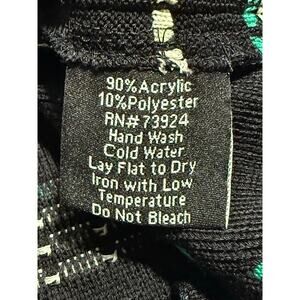 90%Acrylic
10%Polyester
RN#73924
Hand Wash
Cold Water
Lay Flat to Dry
Iron with Low
Temperature
Do Not Bleach